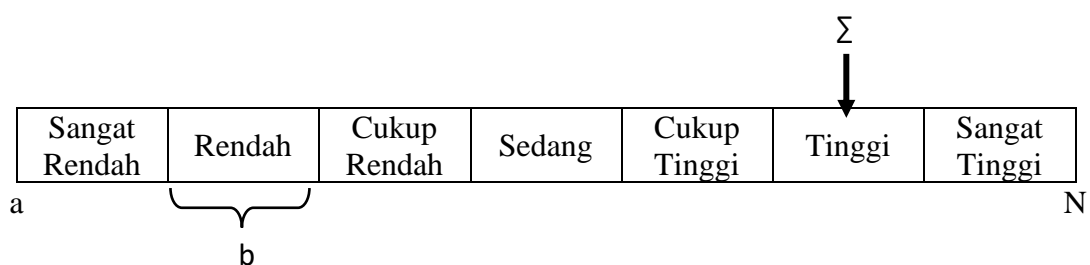 ∑
Sangat Rendah
Rendah
Cukup Rendah
Sedang
Cukup Tinggi
Tinggi
Sangat Tinggi
a
N
b